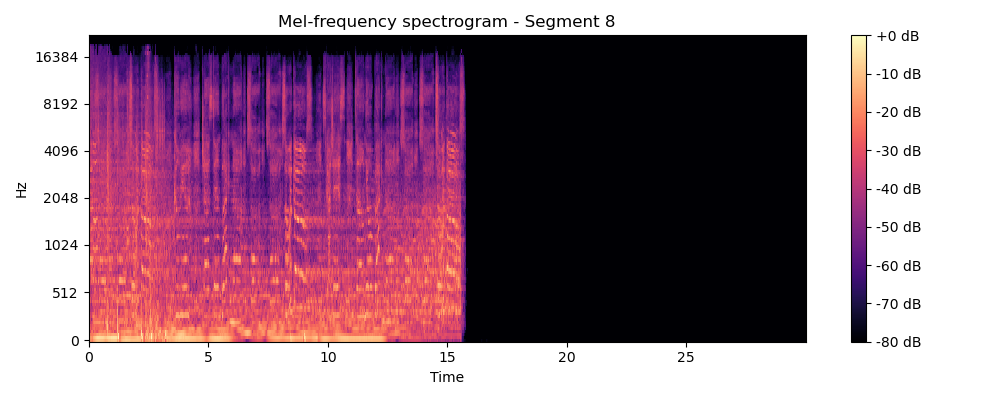 Mel-frequency spectrogram - Segment 8
Hz
16384
8192
4096
2048
1024
512
0
0 5 10 15 20 25
Time
+0 dB
-10 dB
-20 dB
-30 dB
-40 dB
-50 dB
-60 dB
-70 dB
-80 dB